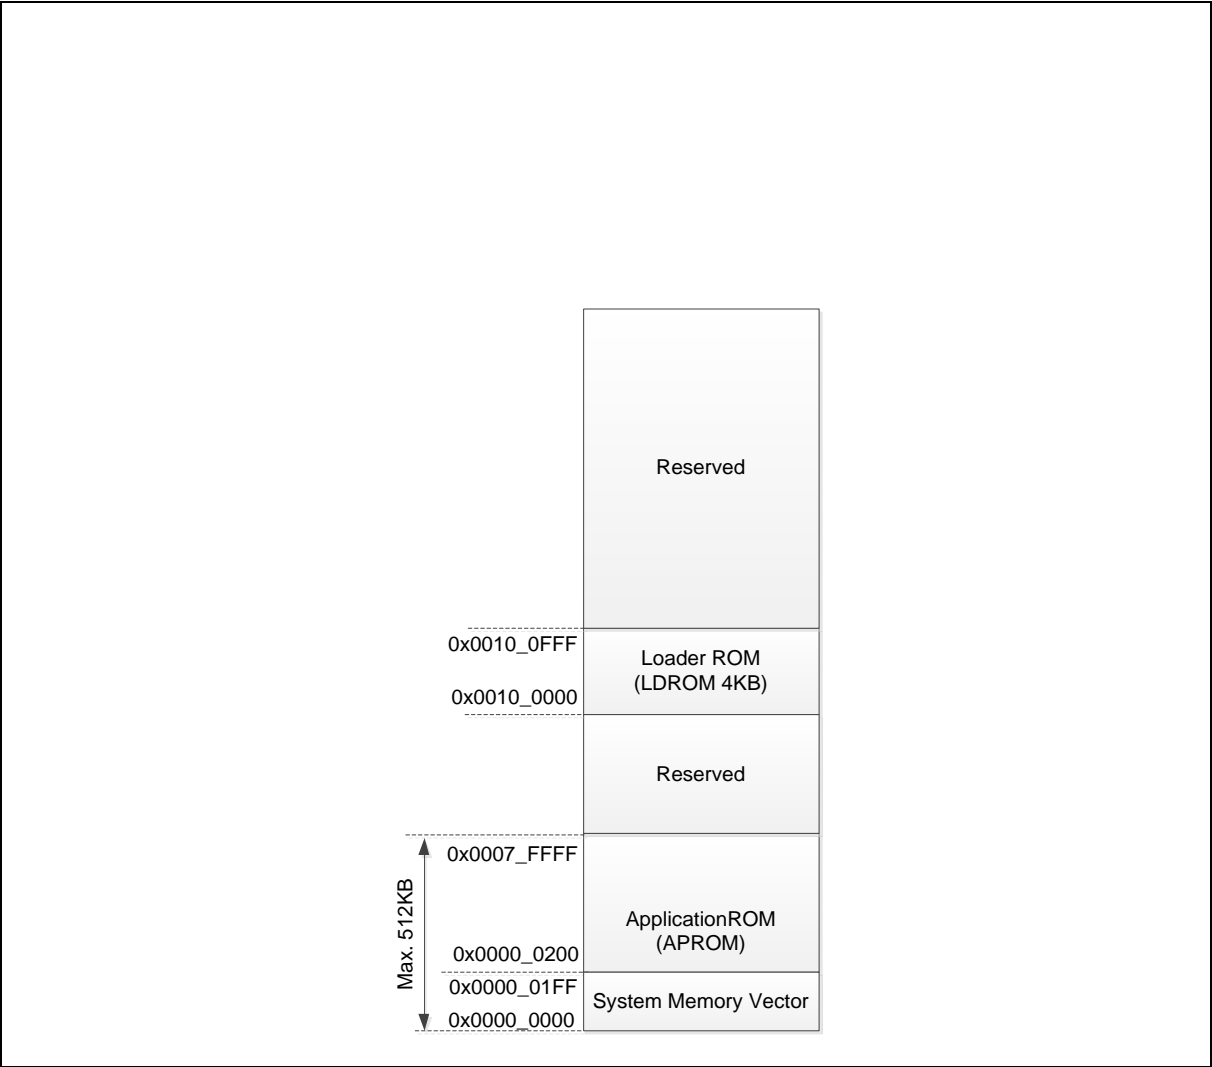 Reserved
0x0010_0FFF
Loader ROM
(LDROM 4KB)
0x0010_0000
Reserved
0x0007_FFFF
Max. 512KB
ApplicationROM
(APROM)
0x0000_0200
0x0000_01FF
System Memory Vector
0x0000_0000